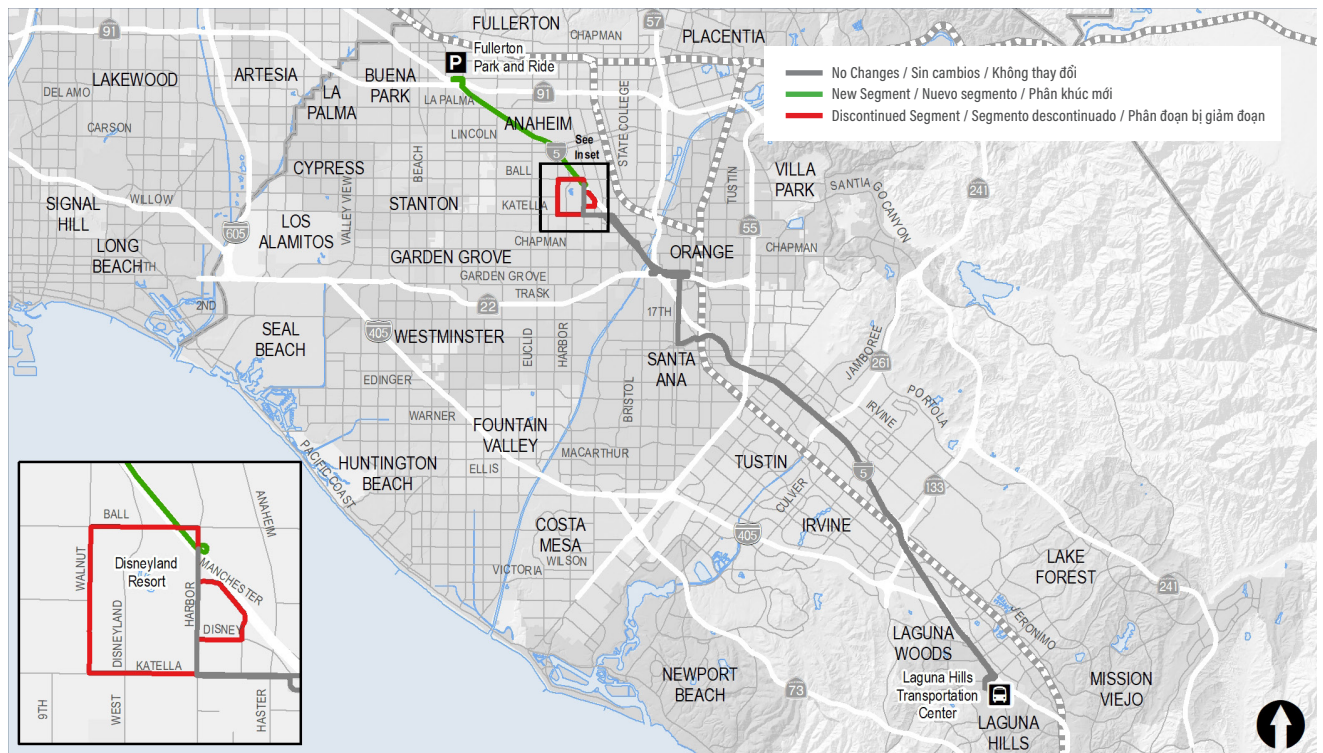 No Changes / Sin cambios / Không thay đổi
New Segment / Nuevo segmento / Phân khúc mới
Discontinued Segment / Segmento descontinuado / Phân đoạn bị giảm đoạn
FULLERTON
57
PLACENTIA
91
CHAPMAN
P
Fullerton
Park and Ride
LAKEWOOD
ARTESIA
BUENA
PARK
DEL AMO
LA
PALMA
LA PALMA
91
STATE COLLEGE
CARSON
LINCOLN
ANAHEIM
See
Inset
5
CYPRESS
BEACH
BALL
TUSTIN
VILLA
PARK
SANTIAGO CANYON
241
SIGNAL
HILL
WILLOW
VALLEY VIEW
STANTON
KATELLA
LOS
ALAMITOS
605
55
LONG
BEACH
7TH
CHAPMAN
ORANGE
CHAPMAN
GARDEN GROVE
GARDEN GROVE
TRASK
2ND
22
17TH
SEAL
BEACH
405
WESTMINSTER
EUCLID
HARBOR
SANTA
ANA
JAMBOREE
261
EDINGER
BRISTOL
PORTOLA
WARNER
IRVINE
FOUNTAIN
VALLEY
MACARTHUR
TUSTIN
5
PACIFIC COAST
HUNTINGTON
BEACH
ELLIS
CULVER
133
COSTA
MESA
WILSON
VICTORIA
405
IRVINE
LAKE
FOREST
241
JERONIMO
LAGUNA
WOODS
NEWPORT
BEACH
73
Laguna Hills
Transportation
Center
MISSION
VIEJO
LAGUNA
HILLS
BALL
ANAHEIM
WALNUT
Disneyland
Resort
MANCHESTER
HARBOR
DISNEYLAND
DISNEY
KATELLA
9TH
WEST
HASTER